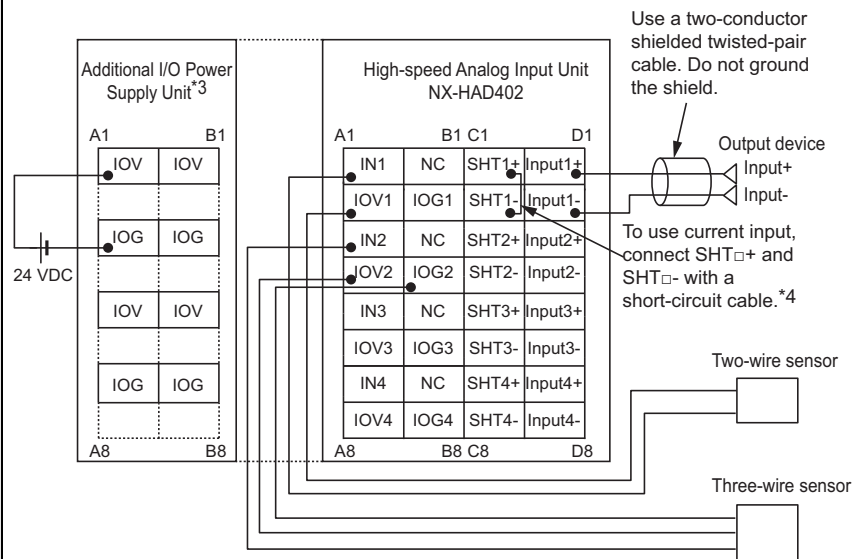 Use a two-conductor
shielded twisted-pair
cable. Do not ground
the shield.
Additional I/O Power
Supply Unit*3
High-speed Analog Input Unit
NX-HAD402
A1 B1
A1 B1 C1 D1
Output device
Input+
Input-
IOV IOV
IOG IOG
IOV IOV
IOG IOG
A8 B8
24 VDC
IN1 NC SHT1+ Input1+
IOV1 IOG1 SHT1- Input1-
IN2 NC SHT2+ Input2+
IOV2 IOG2 SHT2- Input2-
IN3 NC SHT3+ Input3+
IOV3 IOG3 SHT3- Input3-
IN4 NC SHT4+ Input4+
IOV4 IOG4 SHT4- Input4-
A8 B8 C8 D8
To use current input,
connect SHT□+ and
SHT□- with a
short-circuit cable.*4
Two-wire sensor
Three-wire sensor